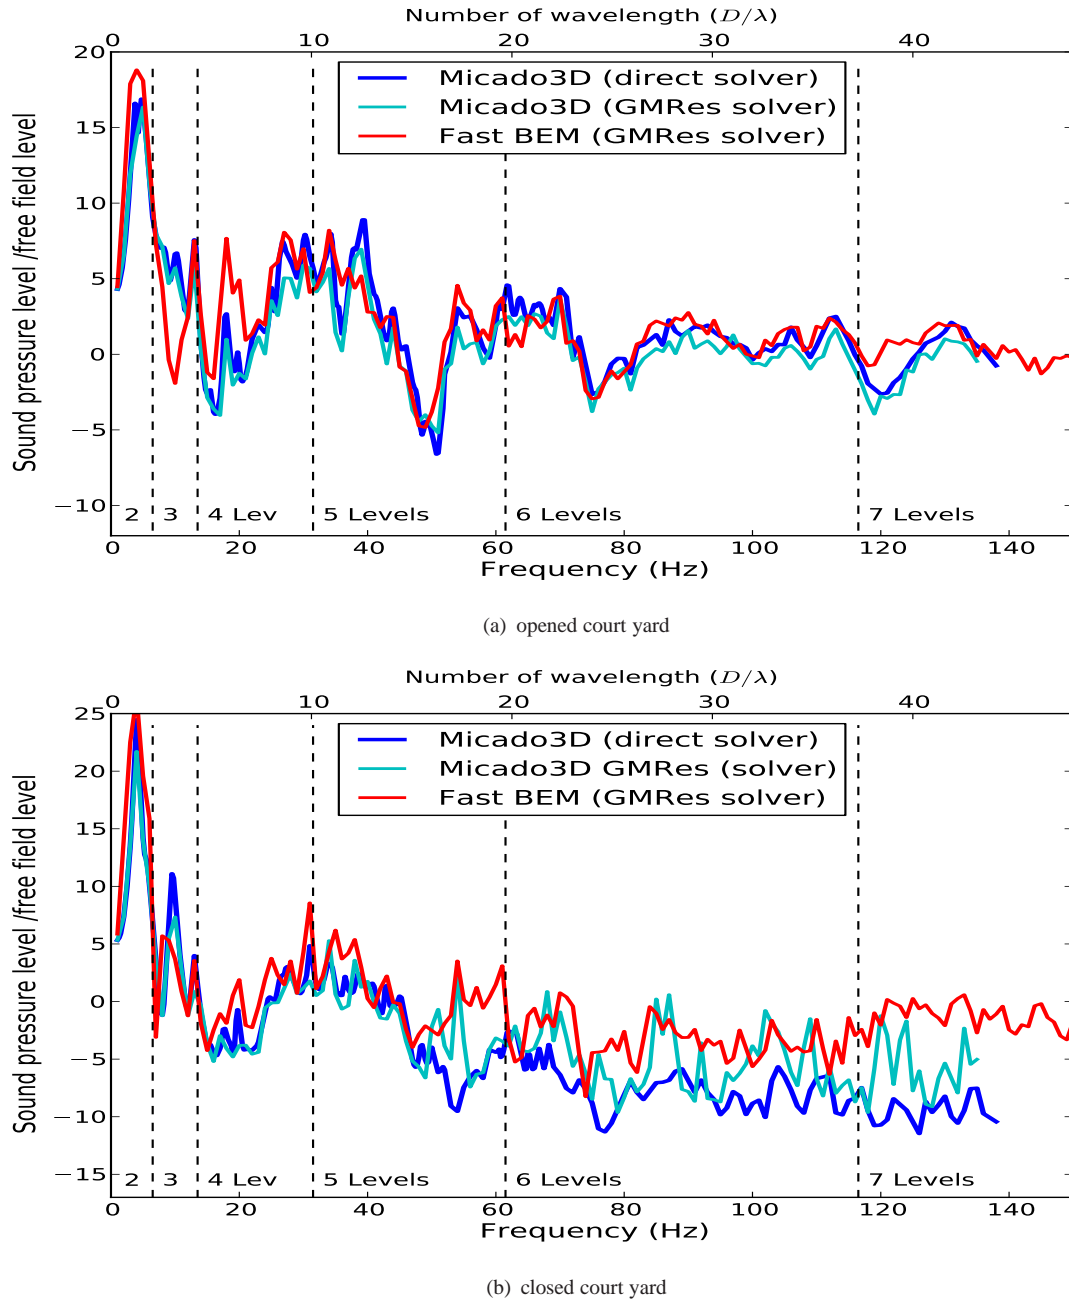 Number of wavelength (D/λ)
0 10 20 30 40
20
15
10
5
0
−5
−10
Sound pressure level /free field level
Micado3D (direct solver)
Micado3D (GMRes solver)
Fast BEM (GMRes solver)
2 3 4 Lev 5 Levels 6 Levels 7 Levels
0 20 40 60 80 100 120 140
Frequency (Hz)
(a) opened court yard
Number of wavelength (D/λ)
0 10 20 30 40
25
20
15
10
5
0
−5
−10
−15
Sound pressure level /free field level
Micado3D (direct solver)
Micado3D GMRes (solver)
Fast BEM (GMRes solver)
2 3 4 Lev 5 Levels 6 Levels 7 Levels
0 20 40 60 80 100 120 140
Frequency (Hz)
(b) closed court yard